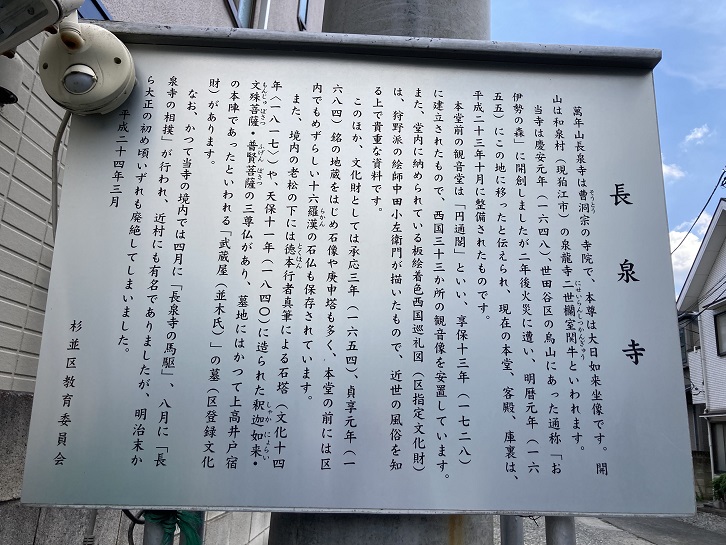 長泉寺
萬年山長泉寺は曹洞宗の寺院で、本尊は大日如来坐像です。開
山は和泉村（現狛江市）の泉龍寺二世欄室関牛といわれます。
当寺は慶安元年（一六四八）、世田谷区の烏山にあった通称「お
伊勢の森」に開創しましたが二年後火災に遭い、明暦元年（一六
五五）にこの地に移ったと伝えられ、現在の本堂、客殿、庫裏は、
平成二十三年十月に整備されたものです。
本堂前の観音堂は「円通閣」といい、享保十三年（一七二八）
に建立されたもので、西国三十三か所の観音像を安置しています。
また、堂内に納められている板絵着色西国巡礼図（区指定文化財）
は、狩野派の絵師中田小左衛門が描いたもので、近世の風俗を知
る上で貴重な資料です。
このほか、文化財としては承応三年（一六五四）、貞享元年（一
六八四）銘の地蔵をはじめ石像や庚申塔も多く、本堂の前には区
内でもめずらしい十六羅漢の石仏も保存されています。
また、境内の老松の下には徳本行者真筆による石塔（文化十四
年〈一八一七〉）や、天保十一年（一八四〇）に造られた釈迦如来・
文殊菩薩・普賢菩薩の三尊仏があり、墓地にはかつて上高井戸宿
の本陣であったといわれる「武蔵屋（並木氏）」の墓（区登録文化
財）があります。
なお、かつて当寺の境内では四月に「長泉寺の馬駆」、八月に「長
泉寺の相撲」が行われ、近村にも有名でありましたが、明治末か
ら大正の初め頃いずれも廃絶してしまいました。
平成二十四年三月
杉並区教育委員会